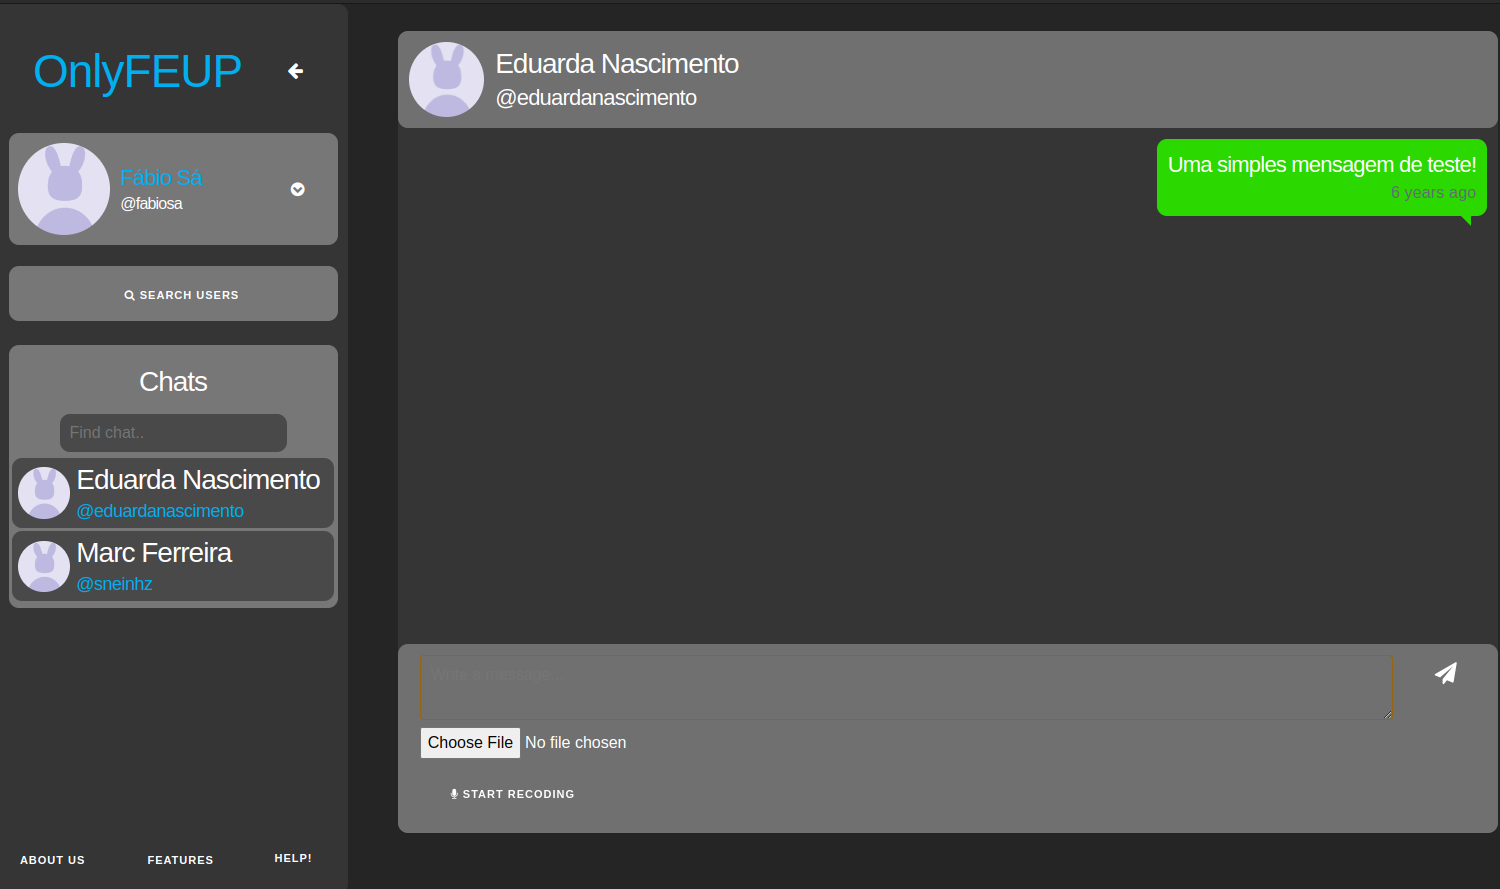 OnlyFEUP
Fábio Sá
@fabiosa
SEARCH USERS
Chats
Find chat..
Eduarda Nascimento
@eduardanascimento
Marc Ferreira
@sneinhz
ABOUT US
FEATURES
HELP!
Eduarda Nascimento
@eduardanascimento
Uma simples mensagem de teste!
6 years ago
Write a message..
Choose File No file chosen
START RECODING